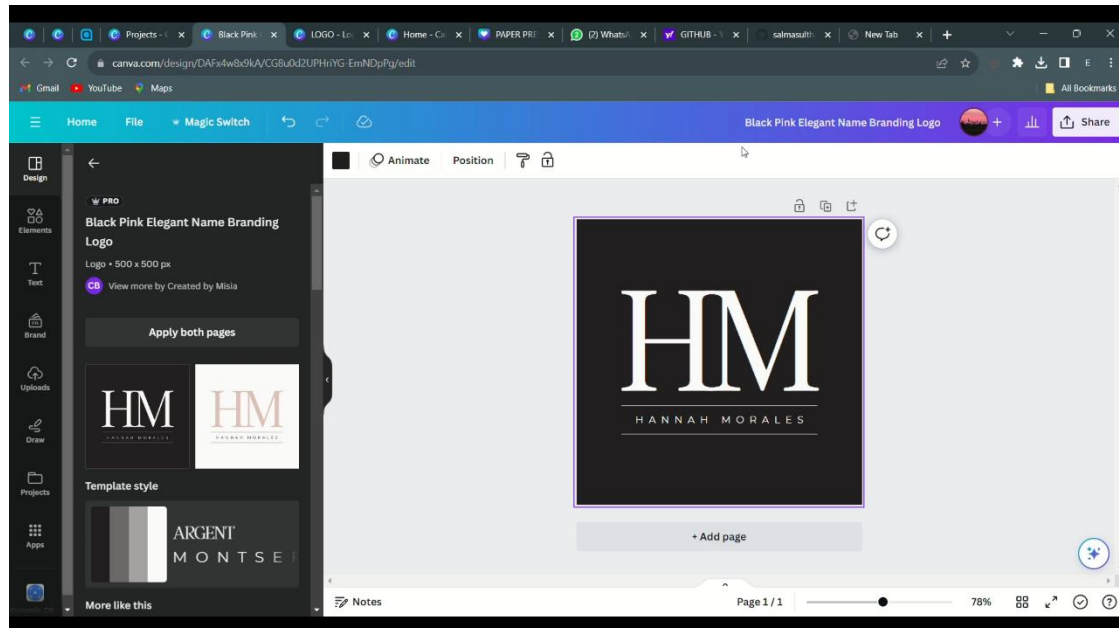 Projects - (
Black Pink
LOGO - Lo
Home - Ca
PAPER PRE
(2) WhatsA
GITHUB - \
salmasulth
New Tab
canva.com/design/DAFx4w8x9kA/CG8u0d2UPHriYG-EmNDpPg/edit
E
Gmail
YouTube
Maps
All Bookmarks
Home
File
Magic Switch
Black Pink Elegant Name Branding Logo
Share
Design
Elements
Text
Brand
Uploads
Draw
Projects
Apps
PRO
Black Pink Elegant Name Branding
Logo
Logo • 500 x 500 px
CB
View more by Created by Misia
Apply both pages
HM
HANNAH MORALES
HM
HANNAH MORALES
Template style
ARGENT
MONTSE
More like this
Animate
Position
HM
HANNAH MORALES
+ Add page
Notes
Page 1 / 1
78%